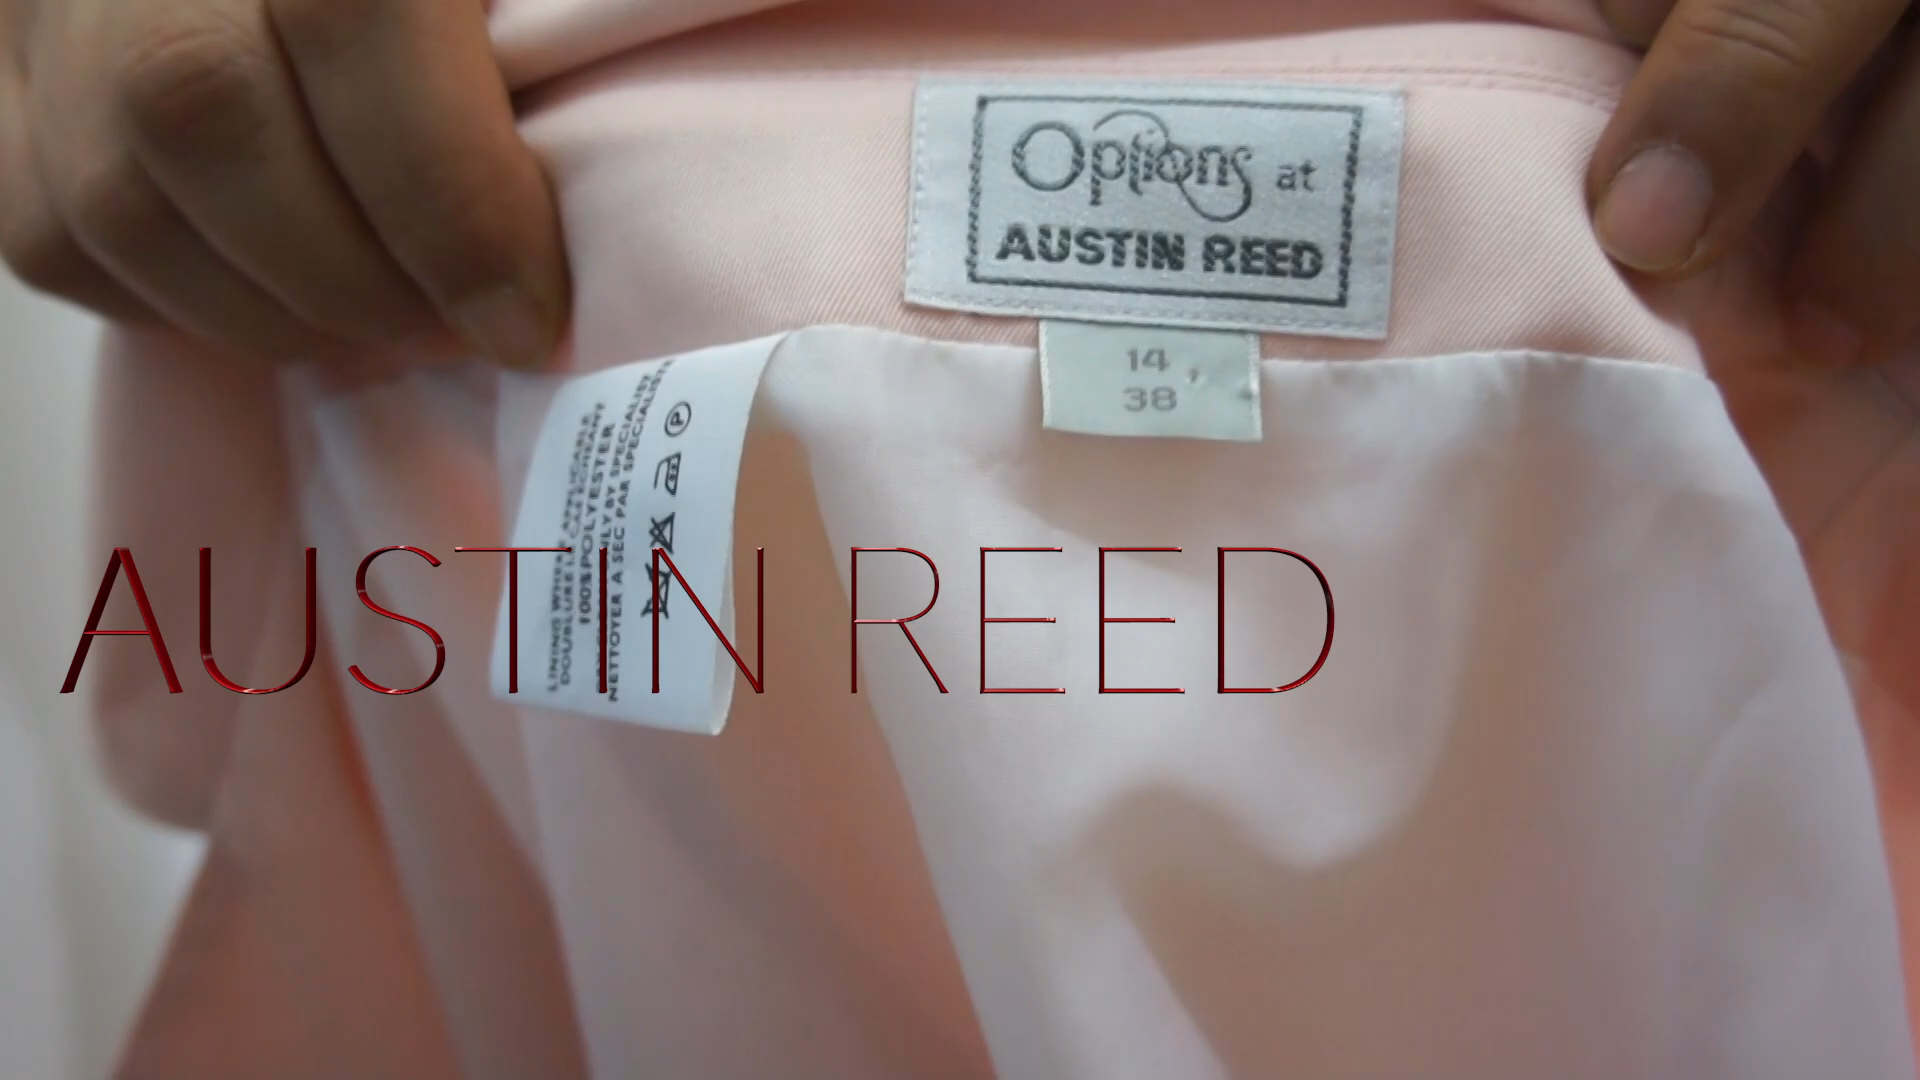 Options at
AUSTIN REED
14
38
LINING WHERE APPLICABLE
DOUBLURE LE CAS ECHEANT
100% POLYESTER
ONLY BY SPECIALIST
NETTOYER A SEC PAR SPECIALISTE
P
AUSTIN REED